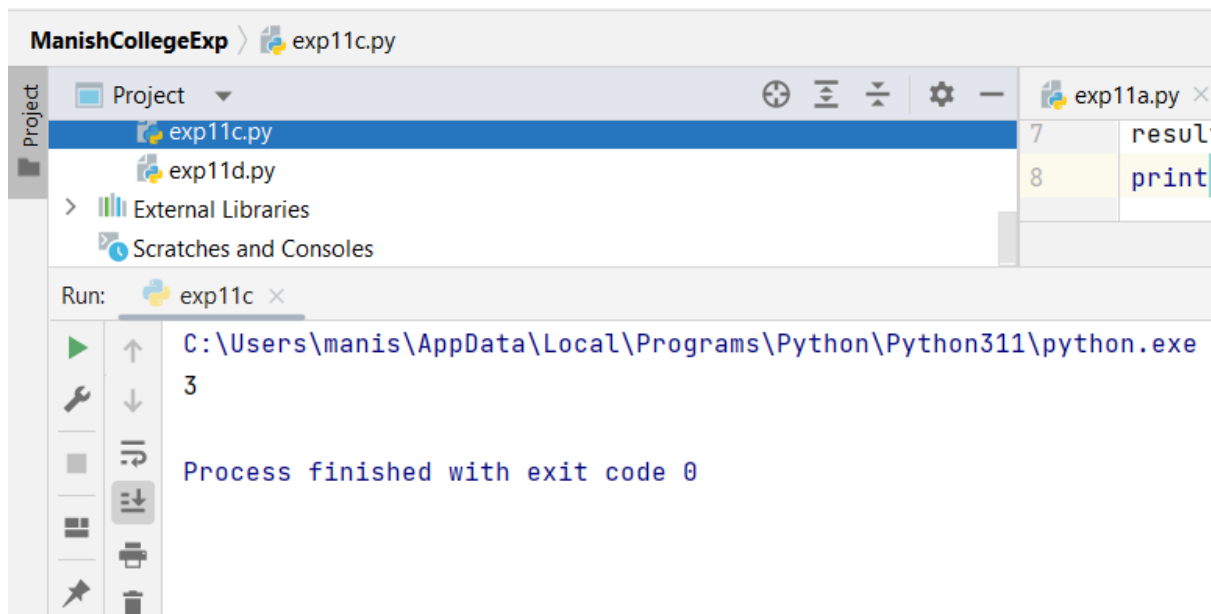 ManishCollegeExp exp11c.py
Project
Project
exp11a.py
exp11c.py
exp11d.py
External Libraries
Scratches and Consoles
7 resul
8 print
Run: exp11c
C:\Users\manis\AppData\Local\Programs\Python\Python311\python.exe
3
Process finished with exit code 0